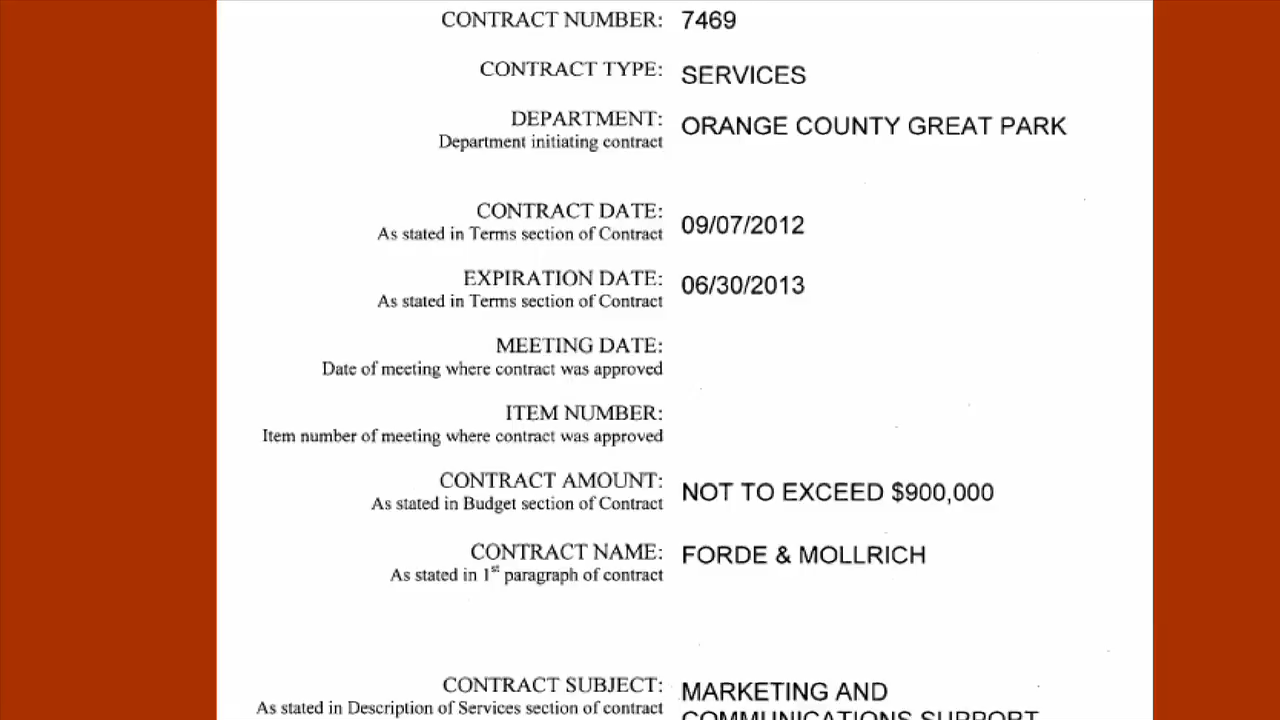 CONTRACT NUMBER: 7469
CONTRACT TYPE: SERVICES
DEPARTMENT: ORANGE COUNTY GREAT PARK
Department initiating contract
CONTRACT DATE: 09/07/2012
As stated in Terms section of Contract
EXPIRATION DATE: 06/30/2013
As stated in Terms section of Contract
MEETING DATE:
Date of meeting where contract was approved
ITEM NUMBER:
Item number of meeting where contract was approved
CONTRACT AMOUNT: NOT TO EXCEED $900,000
As stated in Budget section of Contract
CONTRACT NAME: FORDE & MOLLRICH
As stated in 1st paragraph of contract
CONTRACT SUBJECT: MARKETING AND
As stated in Description of Services section of contract COMMUNICATIONS SUPPORT